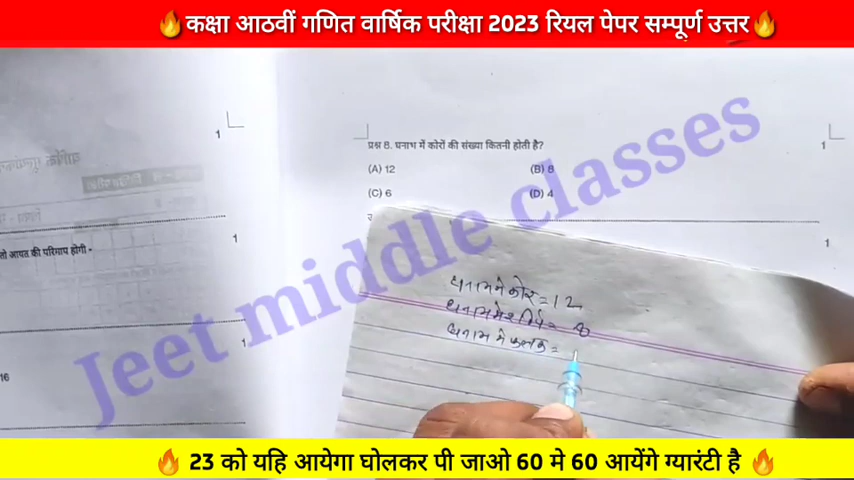 🔥कक्षा आठवीं गणित वार्षिक परीक्षा 2023 रियल पेपर सम्पूर्ण उत्तर🔥
1
प्रश्न 8. घनाभ में कोरों की संख्या कितनी होती है?
1
(A) 12
(B) 8
(C) 6
(D) 4
Jeet middle classes
1
तो आयत की परिमाप होगी -
1
1
16
घनाभ मे कोर = 12
घनाभ मे शीर्ष = 8
घनाभ मे फलक =
🔥 23 को यहि आयेगा घोलकर पी जाओ 60 मे 60 आयेंगे ग्यारंटी है 🔥